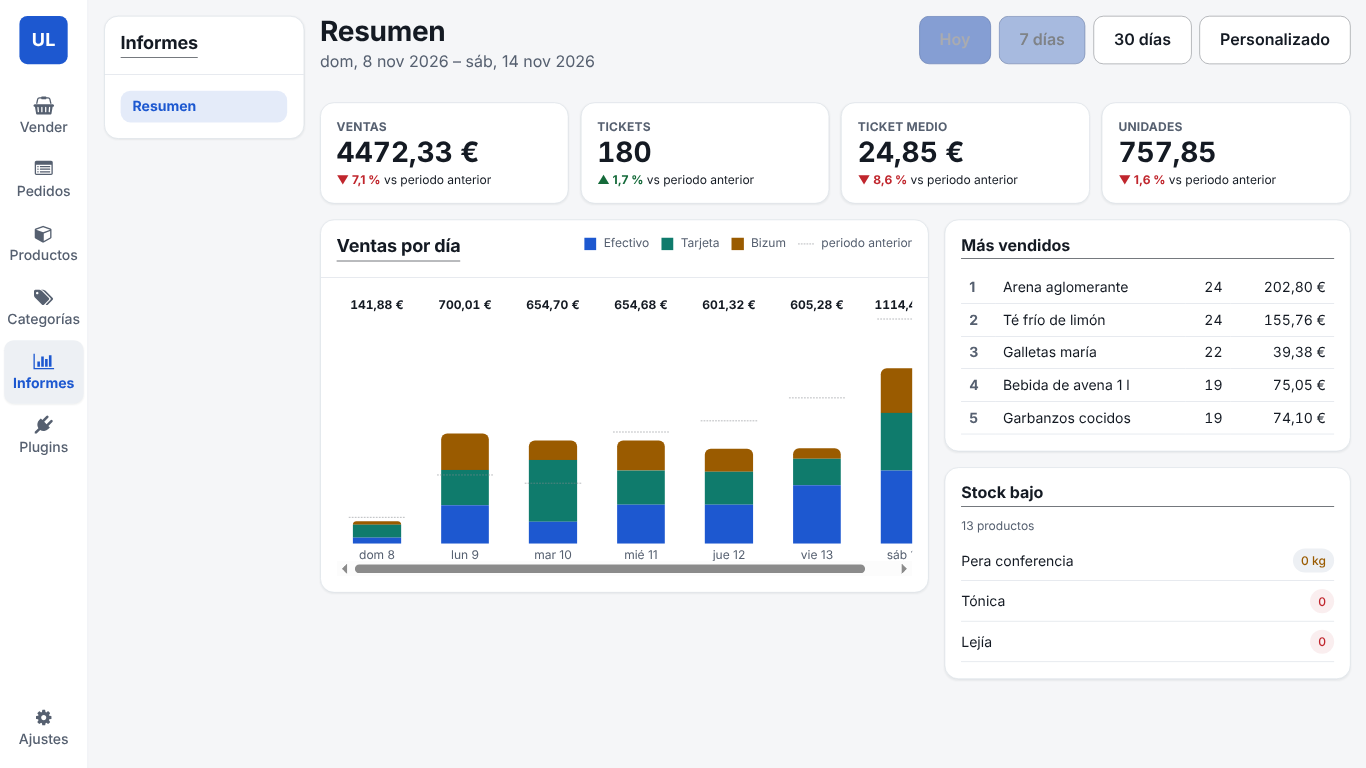 UL
Vender
Pedidos
Productos
Categorías
Informes
Plugins
Ajustes
Informes
Resumen
Resumen
dom, 8 nov 2026 – sáb, 14 nov 2026
Hoy
7 días
30 días
Personalizado
VENTAS
4472,33 €
▼ 7,1 % vs periodo anterior
TICKETS
180
▲ 1,7 % vs periodo anterior
TICKET MEDIO
24,85 €
▼ 8,6 % vs periodo anterior
UNIDADES
757,85
▼ 1,6 % vs periodo anterior
Ventas por día
Efectivo Tarjeta Bizum periodo anterior
141,88 € 700,01 € 654,70 € 654,68 € 601,32 € 605,28 € 1114,4
dom 8 lun 9 mar 10 mié 11 jue 12 vie 13 sáb
Más vendidos
1 Arena aglomerante 24 202,80 €
2 Té frío de limón 24 155,76 €
3 Galletas maría 22 39,38 €
4 Bebida de avena 1 l 19 75,05 €
5 Garbanzos cocidos 19 74,10 €
Stock bajo
13 productos
Pera conferencia 0 kg
Tónica 0
Lejía 0